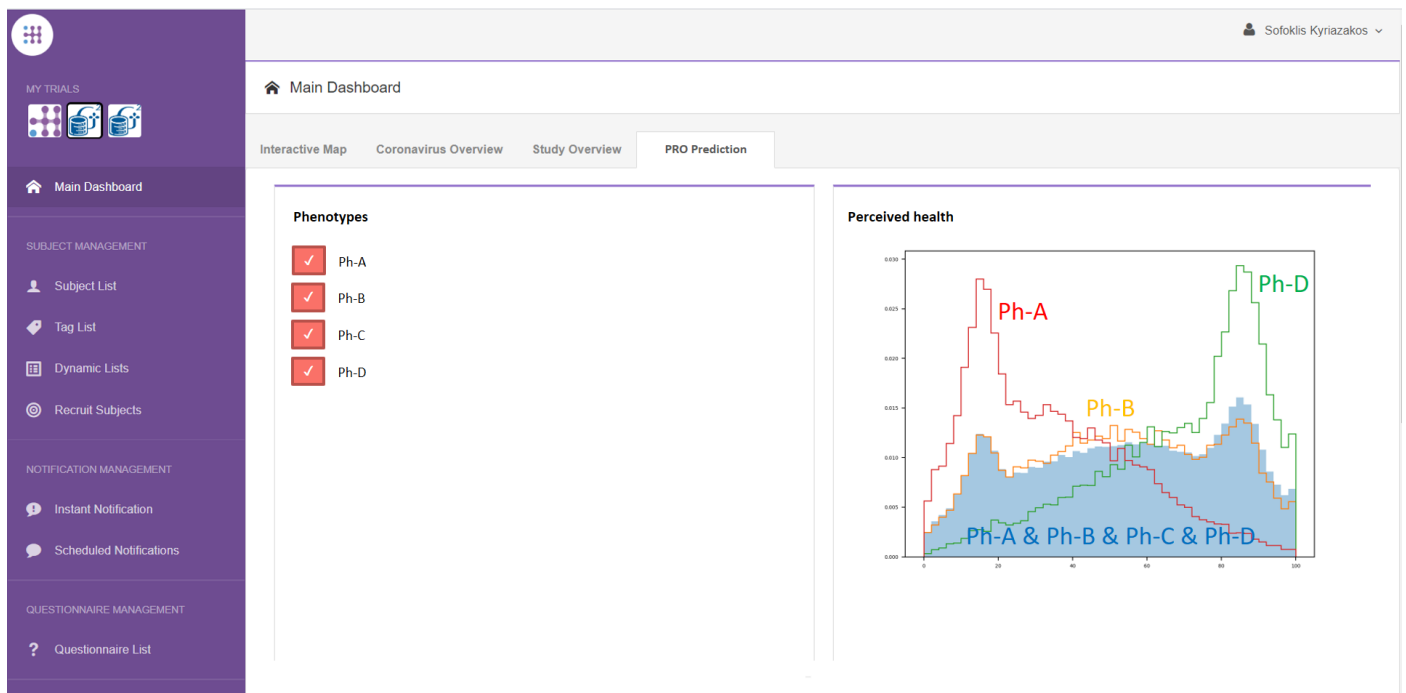 Sofoklis Kyriazakos
MY TRIALS
Main Dashboard
Interactive Map Coronavirus Overview Study Overview PRO Prediction
Main Dashboard
SUBJECT MANAGEMENT
Subject List
Tag List
Dynamic Lists
Recruit Subjects
NOTIFICATION MANAGEMENT
Instant Notification
Scheduled Notifications
QUESTIONNAIRE MANAGEMENT
? Questionnaire List
Phenotypes
Ph-A
Ph-B
Ph-C
Ph-D
Perceived health
0.030
0.025
0.020
0.015
0.010
0.005
0.000
Ph-A
Ph-B
Ph-D
Ph-A & Ph-B & Ph-C & Ph-D
0 20 40 60 80 100